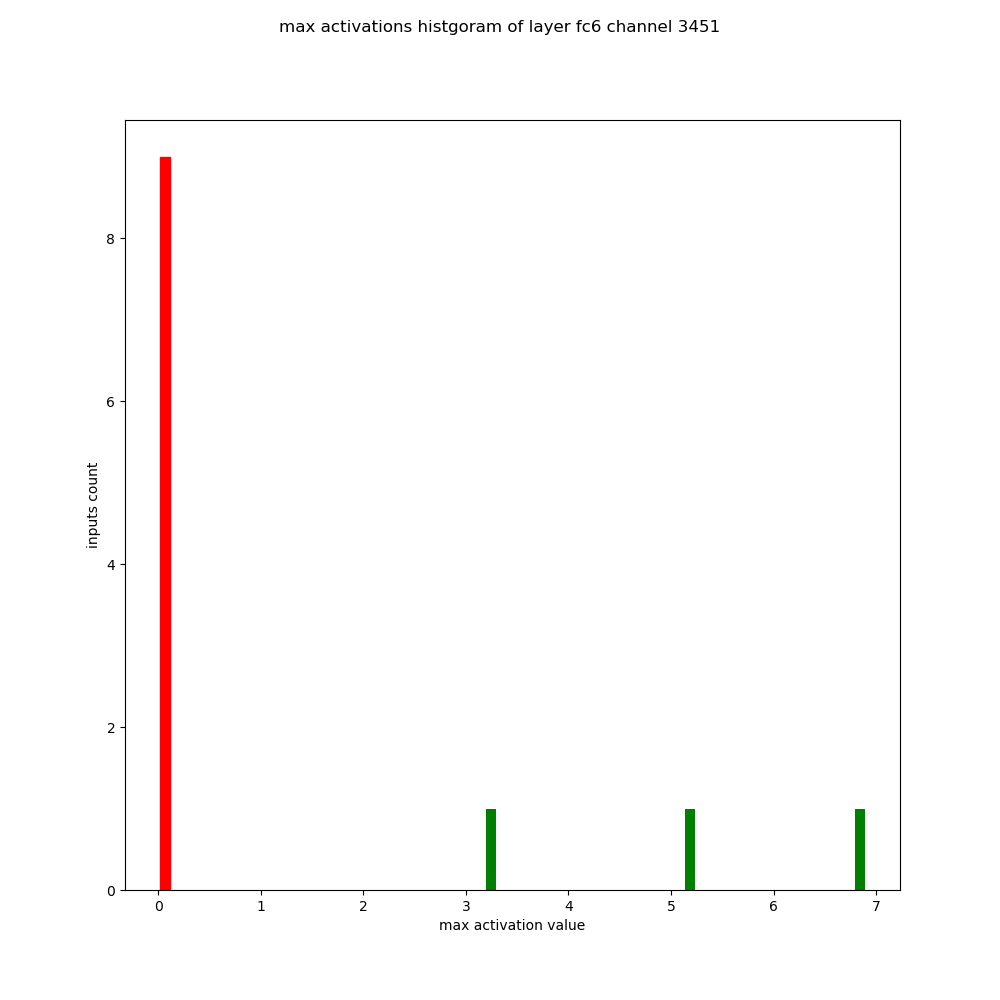 max activations histgoram of layer fc6 channel 3451
8
6
4
2
0
inputs count
0 1 2 3 4 5 6 7
max activation value